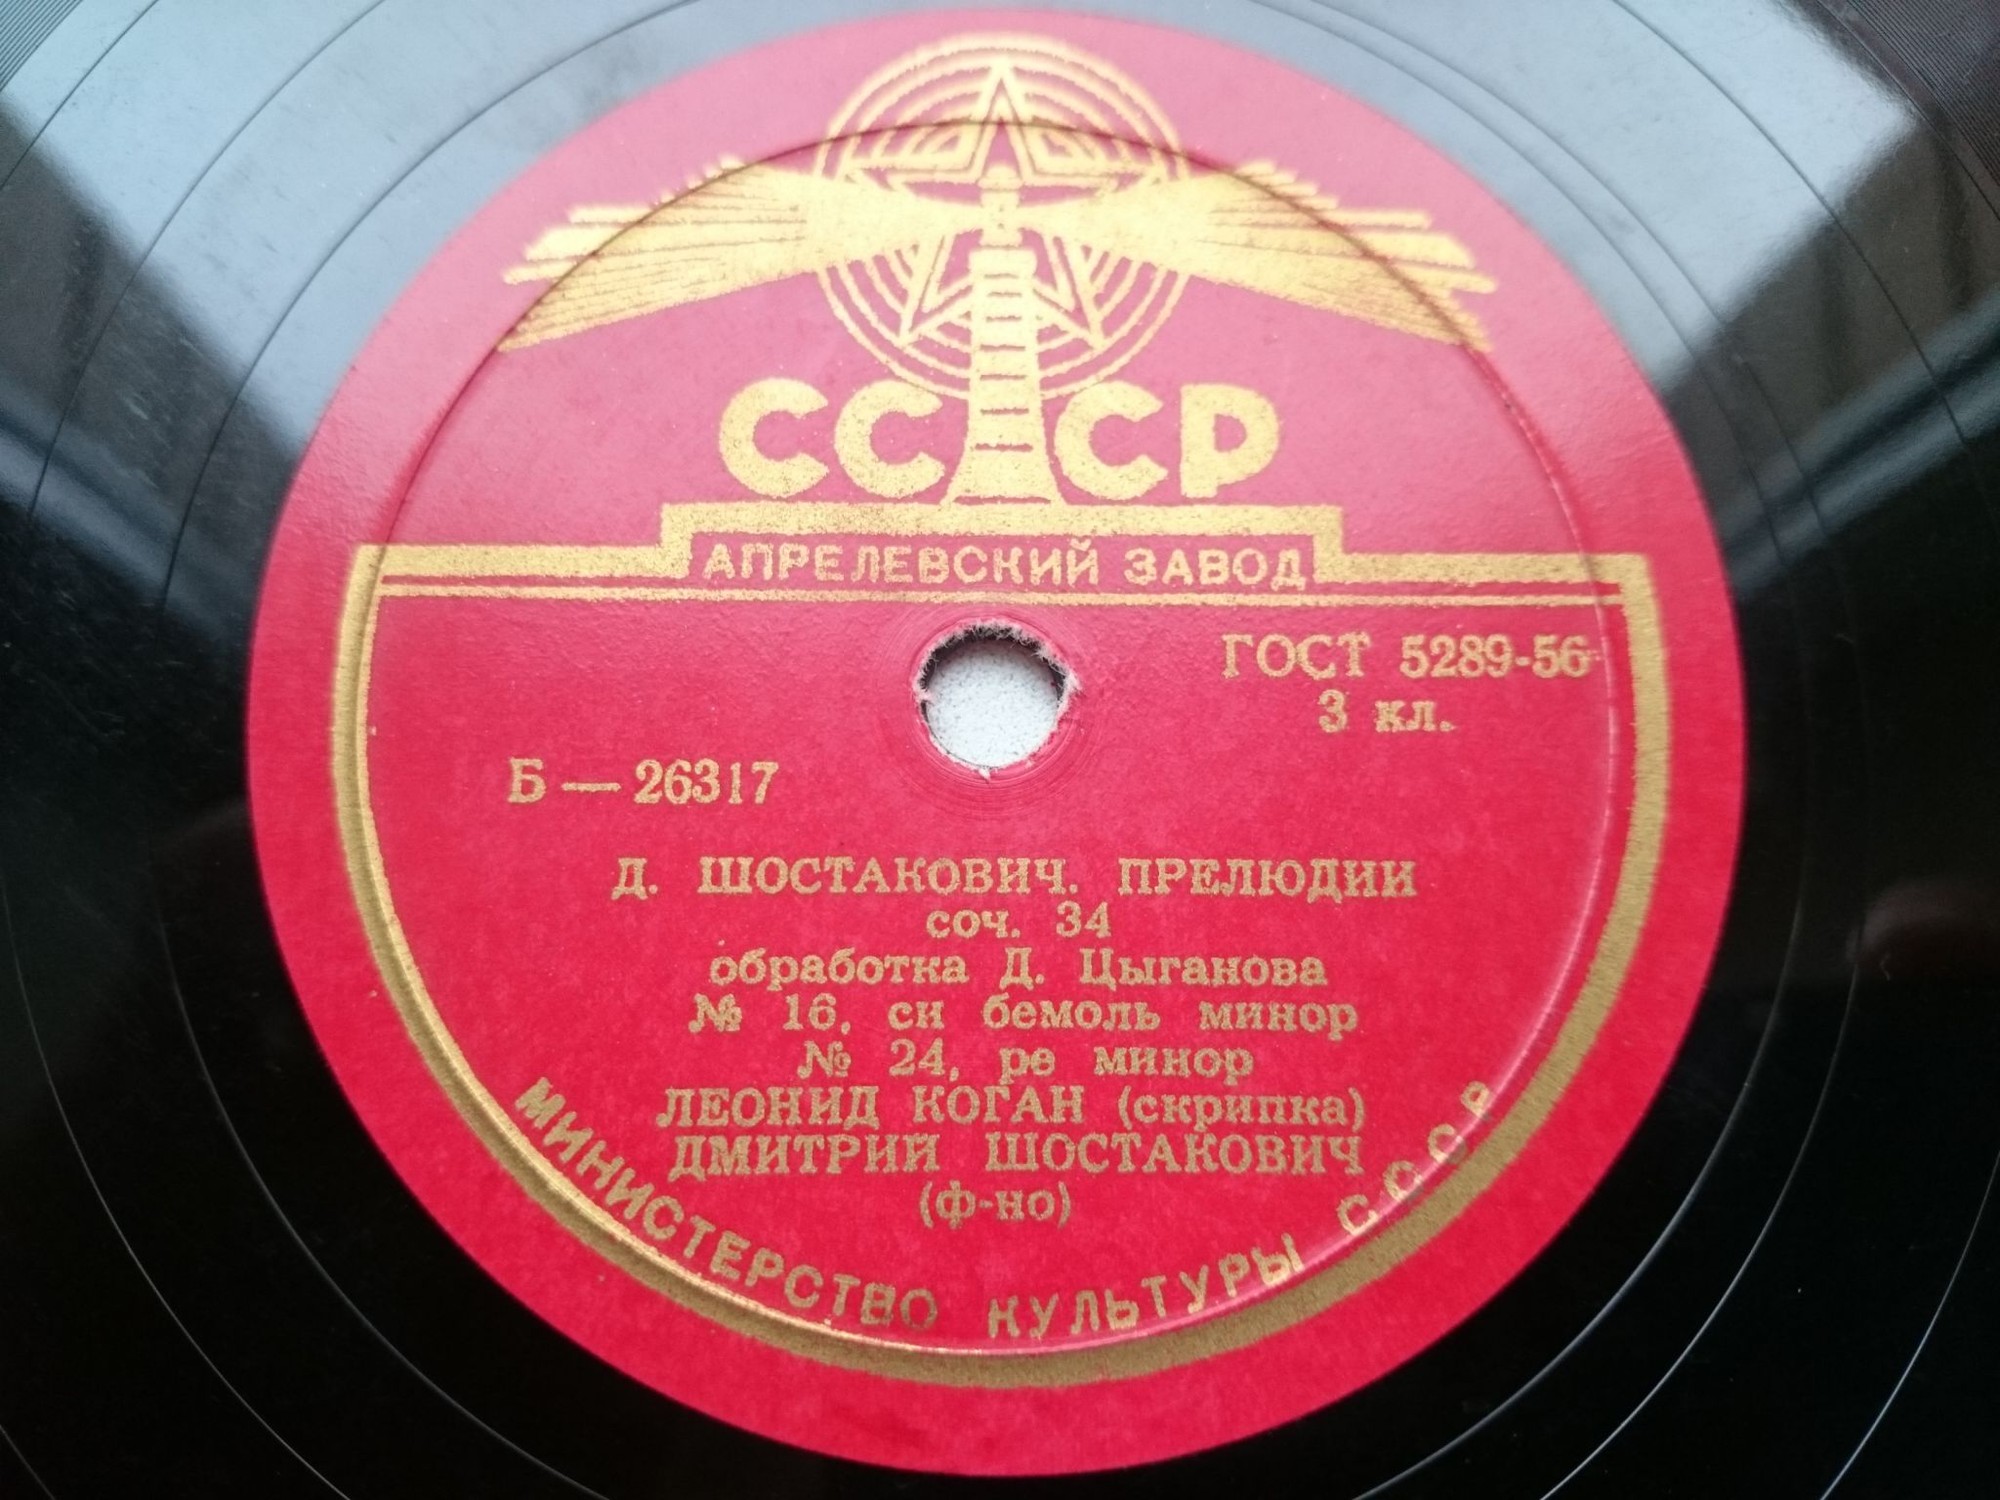 СССР
АПРЕЛЕВСКИЙ ЗАВОД
ГОСТ 5289-56
3 кл.
Б — 26317
Д. ШОСТАКОВИЧ. ПРЕЛЮДИИ
соч. 34
обработка Д. Цыганова
№ 16, си бемоль минор
№ 24, ре минор
ЛЕОНИД КОГАН (скрипка)
ДМИТРИЙ ШОСТАКОВИЧ
(ф-но)
МИНИСТЕРСТВО КУЛЬТУРЫ СССР